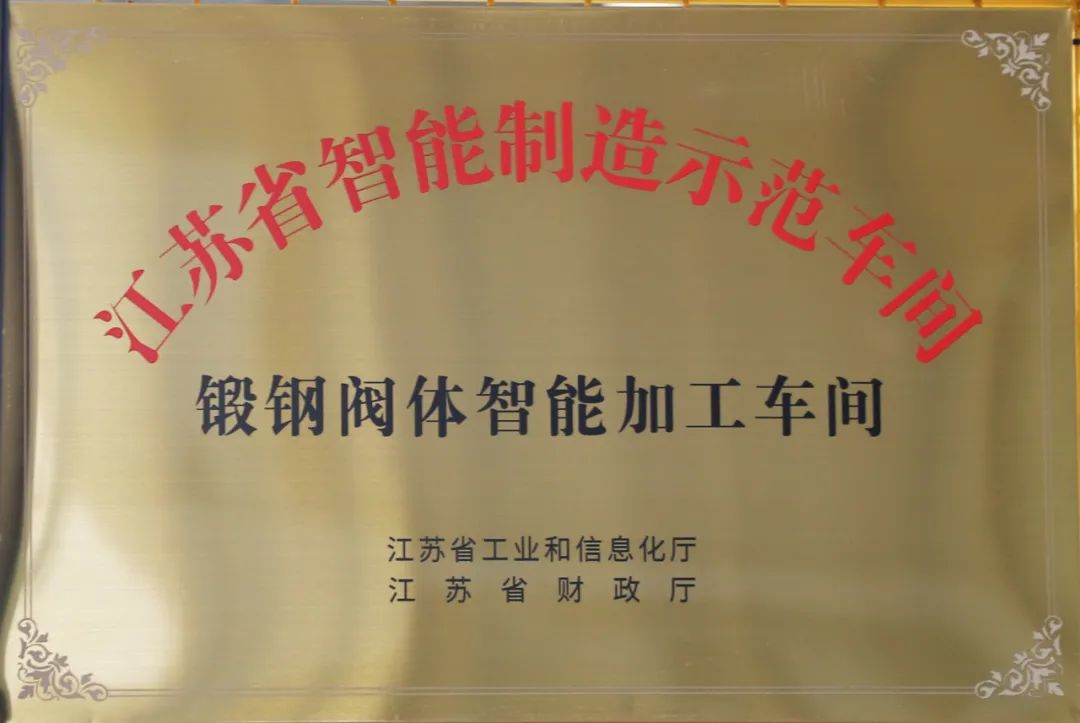 江苏省智能制造示范车间
锻钢阀体智能加工车间
江苏省工业和信息化厅
江苏省财政厅